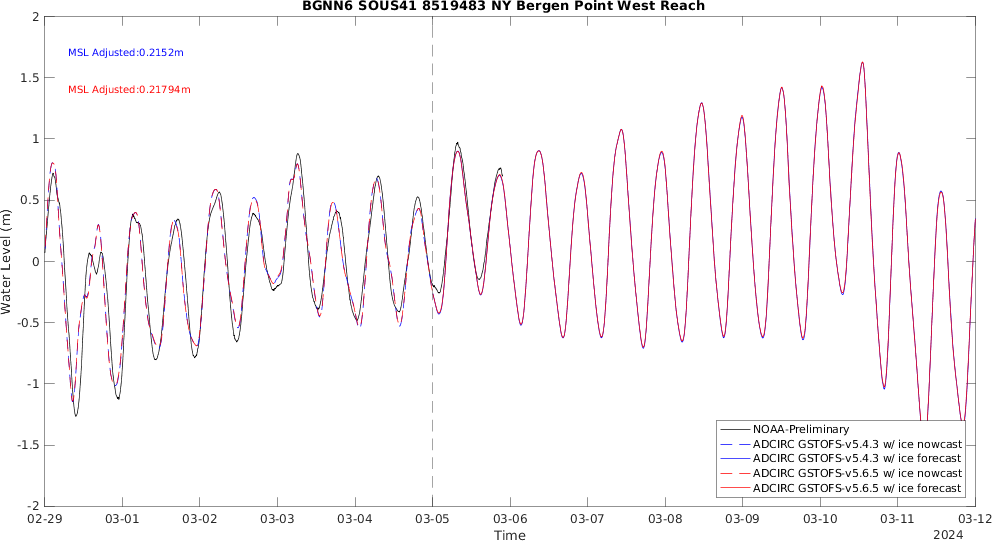 BGNN6 SOUS41 8519483 NY Bergen Point West Reach
2
1.5
1
0.5
0
-0.5
-1
-1.5
-2
Water Level (m)
MSL Adjusted:0.2152m
MSL Adjusted:0.21794m
NOAA-Preliminary
ADCIRC GSTOFS-v5.4.3 w/ ice nowcast
ADCIRC GSTOFS-v5.4.3 w/ ice forecast
ADCIRC GSTOFS-v5.6.5 w/ ice nowcast
ADCIRC GSTOFS-v5.6.5 w/ ice forecast
02-29 03-01 03-02 03-03 03-04 03-05 03-06 03-07 03-08 03-09 03-10 03-11 03-12
Time
2024